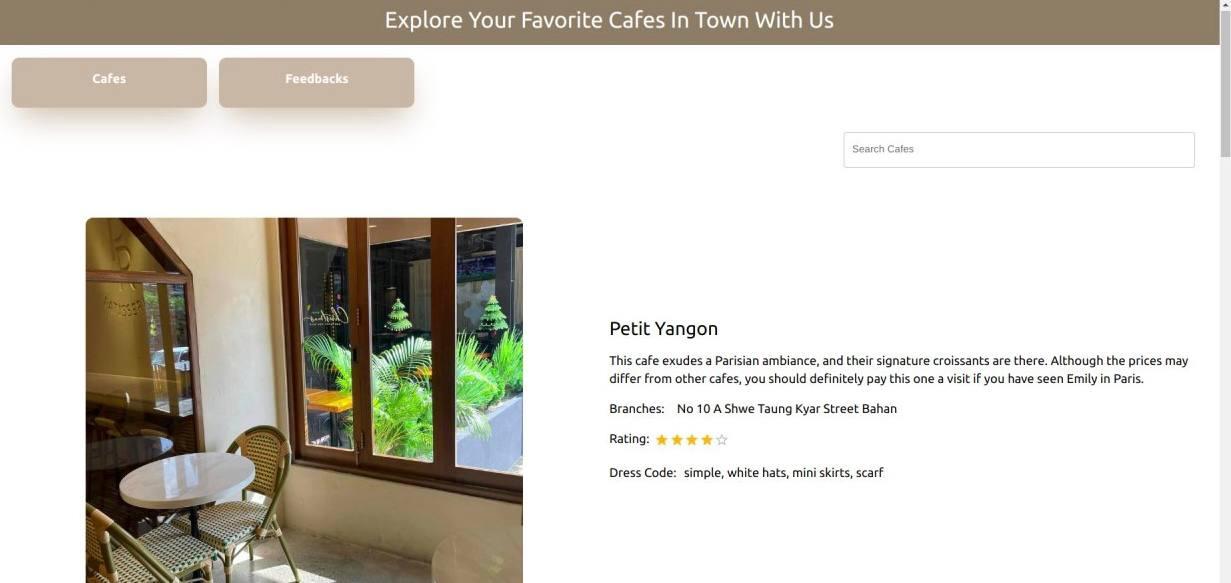 Explore Your Favorite Cafes In Town With Us
Cafes
Feedbacks
Search Cafes
Petit Yangon
This cafe exudes a Parisian ambiance, and their signature croissants are there. Although the prices may
differ from other cafes, you should definitely pay this one a visit if you have seen Emily in Paris.
Branches: No 10 A Shwe Taung Kyar Street Bahan
Rating:
Dress Code: simple, white hats, mini skirts, scarf